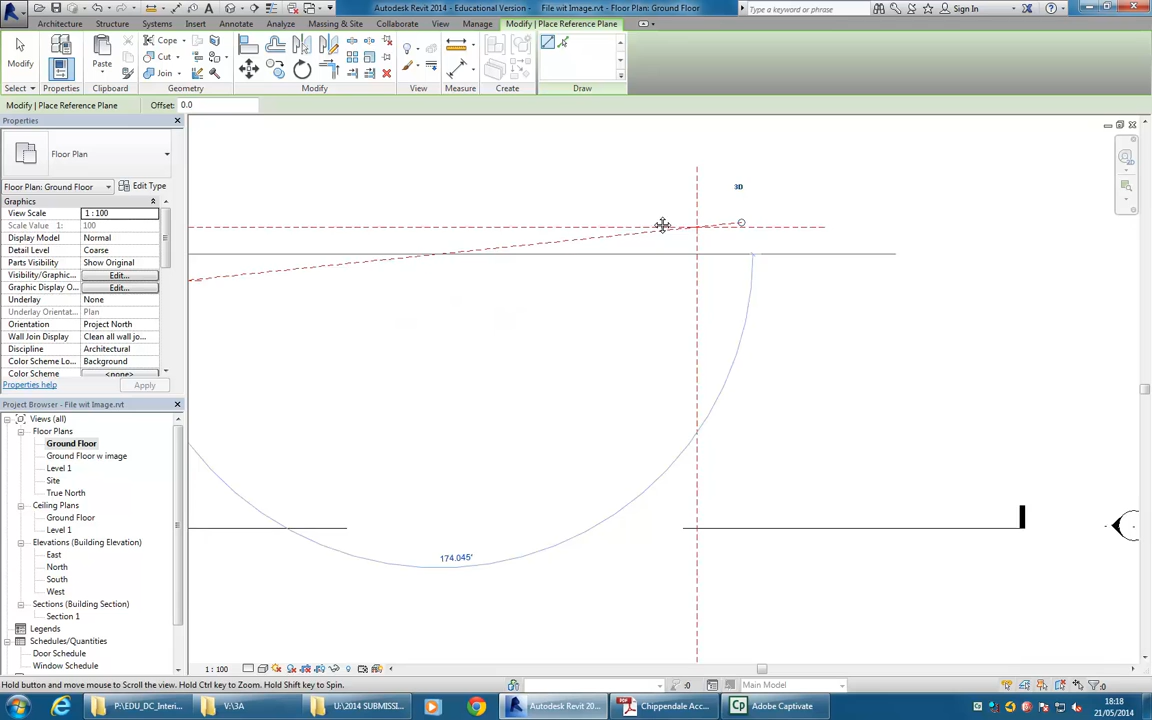 Autodesk Revit 2014 - Educational Version - File wit Image.rvt - Floor Plan: Ground Floor
Type a keyword or phrase
Sign In
Architecture Structure Systems Insert Annotate Analyze Massing & Site Collaborate View Manage Modify | Place Reference Plane
Modify Paste Cope Cut Join
Select Properties Clipboard Geometry Modify View Measure Create Draw
Modify | Place Reference Plane Offset: 0.0
Properties
Floor Plan
Floor Plan: Ground Floor Edit Type
Graphics
View Scale 1 : 100
Scale Value 1: 100
Display Model Normal
Detail Level Coarse
Parts Visibility Show Original
Visibility/Graphic... Edit...
Graphic Display O... Edit...
Underlay None
Underlay Orientat... Plan
Orientation Project North
Wall Join Display Clean all wall jo...
Discipline Architectural
Color Scheme Lo... Background
Color Scheme <none>
Properties help Apply
Project Browser - File wit Image.rvt
Views (all)
Floor Plans
Ground Floor
Ground Floor w image
Level 1
Site
True North
Ceiling Plans
Ground Floor
Level 1
Elevations (Building Elevation)
East
North
South
West
Sections (Building Section)
Section 1
Legends
Schedules/Quantities
Door Schedule
Window Schedule
3D
174.045°
1 : 100
Hold button and move mouse to Scroll the view. Hold Ctrl key to Zoom. Hold Shift key to Spin.
:0 Main Model :0
P:\EDU_DC_Interi... V:\3A U:\2014 SUBMISSI... Autodesk Revit 20... Chippendale Acc... Adobe Captivate
18:18
21/05/2014